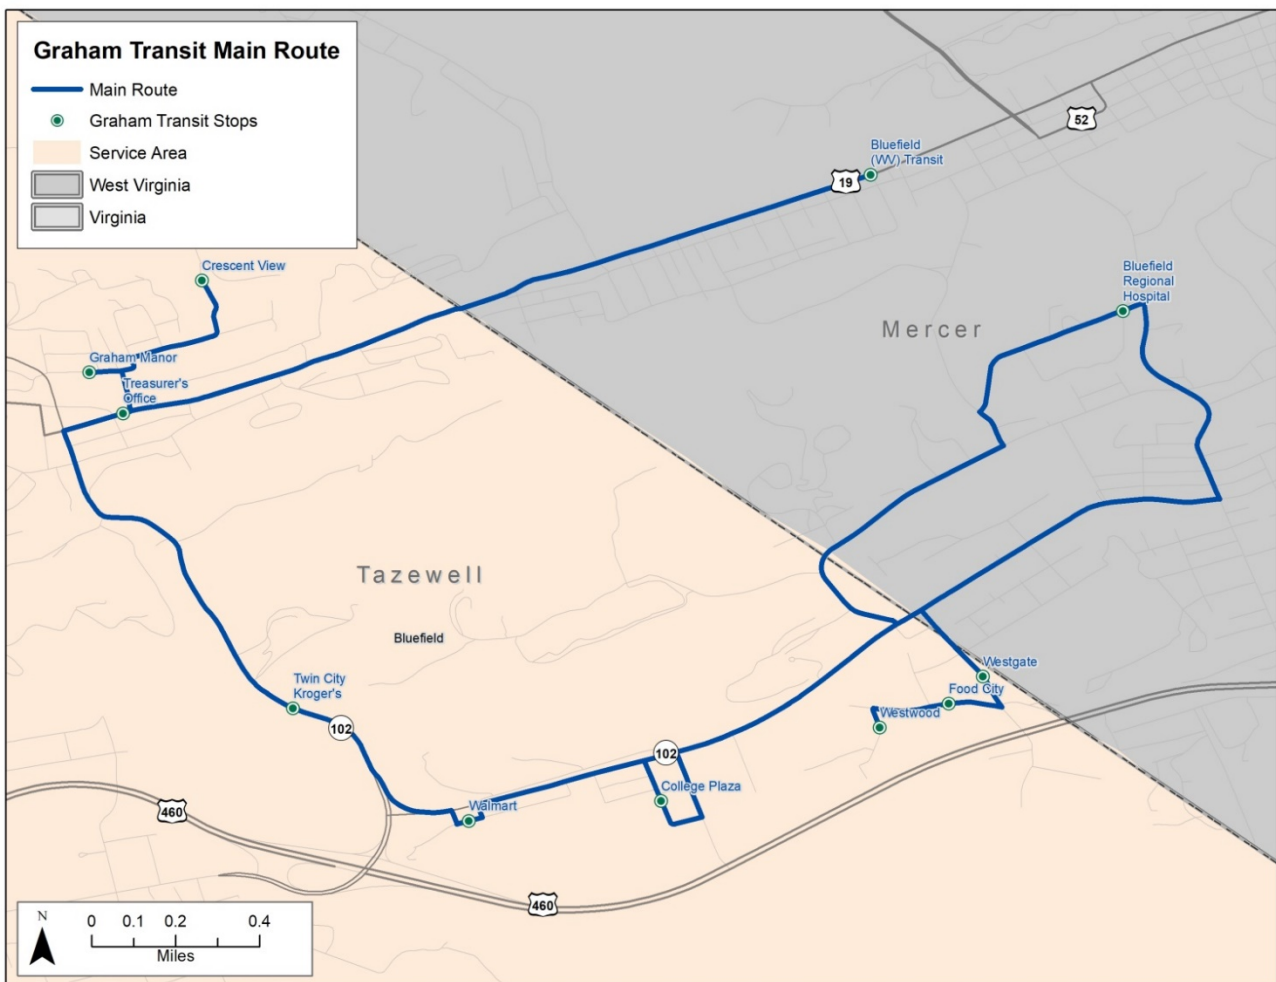 Graham Transit Main Route
Main Route
Graham Transit Stops
Service Area
West Virginia
Virginia
52
Bluefield
(WV) Transit
19
Crescent View
Bluefield
Regional
Hospital
Mercer
Graham Manor
Treasurer's
Office
Tazewell
Bluefield
Westgate
Twin City
Kroger's
Food City
Westwood
102
102
College Plaza
Walmart
460
460
N
0 0.1 0.2 0.4
Miles